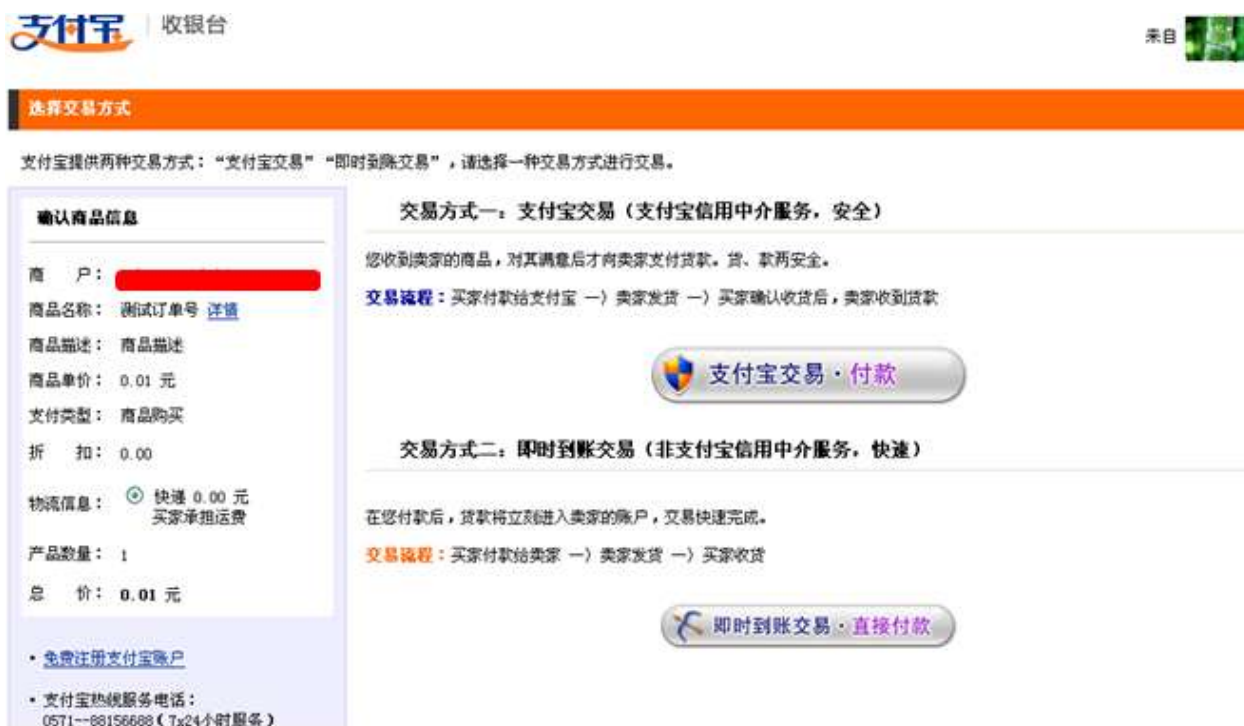 支付宝 收银台
来自
选择交易方式
支付宝提供两种交易方式：“支付宝交易”“即时到账交易”，请选择一种交易方式进行交易。
确认商品信息
商 户：
商品名称： 测试订单号 详情
商品描述： 商品描述
商品单价： 0.01 元
支付类型： 商品购买
折 扣： 0.00
物流信息： 快递 0.00 元
买家承担运费
产品数量： 1
总 价： 0.01 元
· 免费注册支付宝账户
· 支付宝热线服务电话：
0571--88156688（7x24小时服务）
交易方式一：支付宝交易（支付宝信用中介服务，安全）
您收到卖家的商品，对其满意后才向卖家支付货款。货、款两安全。
交易流程：买家付款给支付宝 —〉卖家发货 —〉买家确认收货后，卖家收到货款
支付宝交易·付款
交易方式二：即时到账交易（非支付宝信用中介服务，快速）
在您付款后，货款将立刻进入卖家的账户，交易快速完成。
交易流程：买家付款给卖家 —〉卖家发货 —〉买家收货
即时到账交易·直接付款